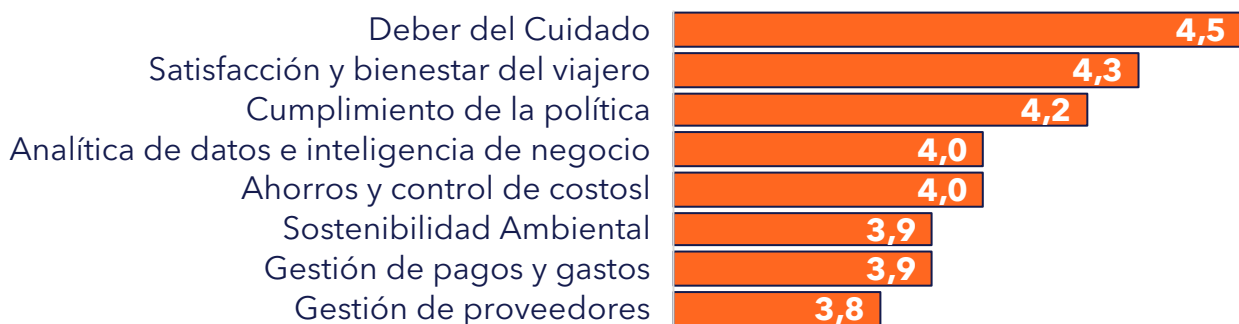 Deber del Cuidado 4,5
Satisfacción y bienestar del viajero 4,3
Cumplimiento de la política 4,2
Analítica de datos e inteligencia de negocio 4,0
Ahorros y control de costosl 4,0
Sostenibilidad Ambiental 3,9
Gestión de pagos y gastos 3,9
Gestión de proveedores 3,8